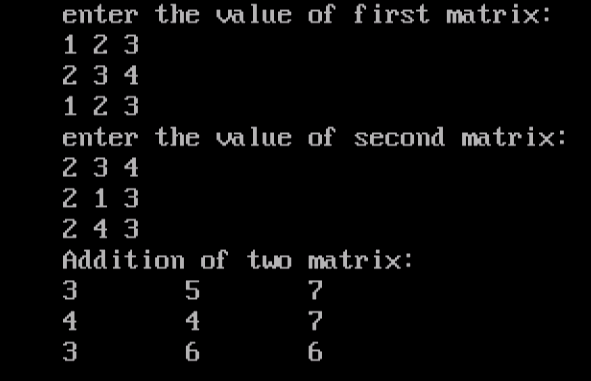 enter the value of first matrix:
1 2 3
2 3 4
1 2 3
enter the value of second matrix:
2 3 4
2 1 3
2 4 3
Addition of two matrix:
3 5 7
4 4 7
3 6 6